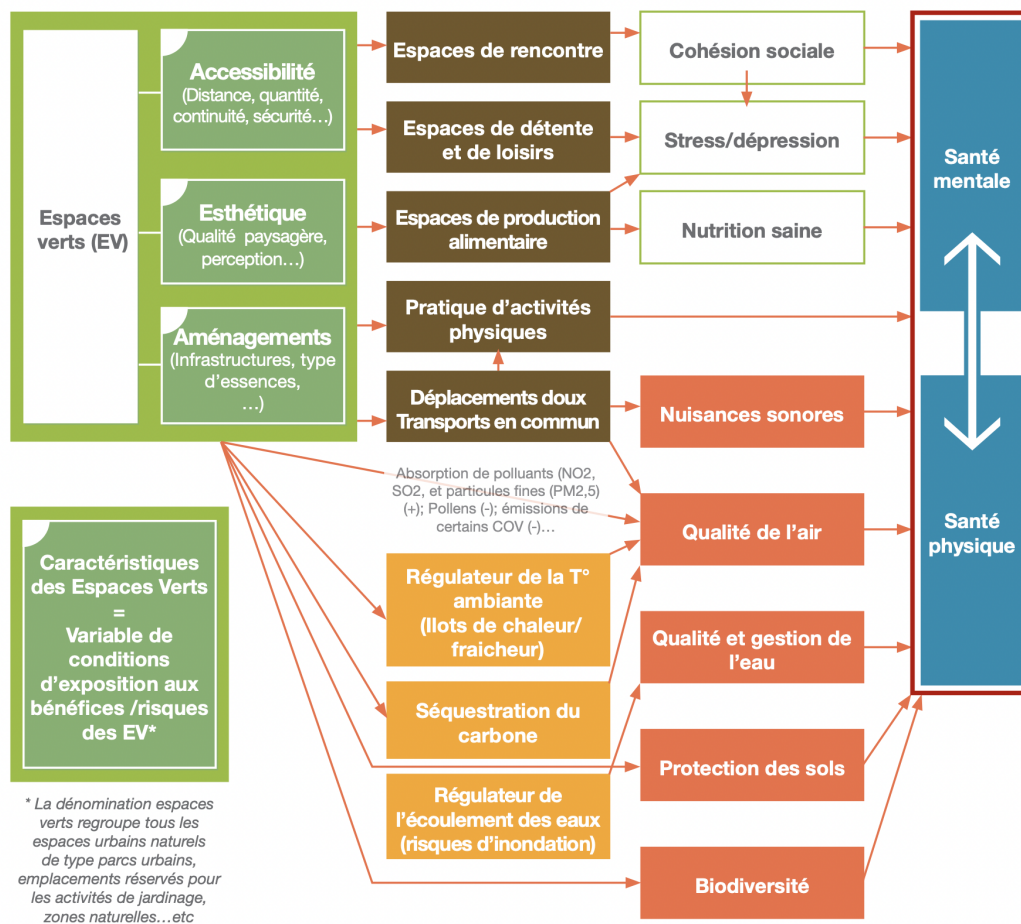 Espaces
verts (EV)
Accessibilité
(Distance, quantité,
continuité, sécurité…)
Esthétique
(Qualité paysagère,
perception…)
Aménagements
(Infrastructures, type
d’essences,
…)
Espaces de rencontre
Espaces de détente
et de loisirs
Espaces de production
alimentaire
Pratique d’activités
physiques
Déplacements doux
Transports en commun
Cohésion sociale
Stress/dépression
Nutrition saine
Nuisances sonores
Absorption de polluants (NO2,
SO2, et particules fines (PM2,5)
(+); Pollens (-); émissions de
certains COV (-)…
Qualité de l’air
Régulateur de la T°
ambiante
(Ilots de chaleur/
fraicheur)
Qualité et gestion de
l’eau
Séquestration du
carbone
Protection des sols
Régulateur de
l’écoulement des eaux
(risques d’inondation)
Biodiversité
Santé
mentale
Santé
physique
Caractéristiques
des Espaces Verts
=
Variable de
conditions
d’exposition aux
bénéfices /risques
des EV*
* La dénomination espaces
verts regroupe tous les
espaces urbains naturels
de type parcs urbains,
emplacements réservés pour
les activités de jardinage,
zones naturelles…etc